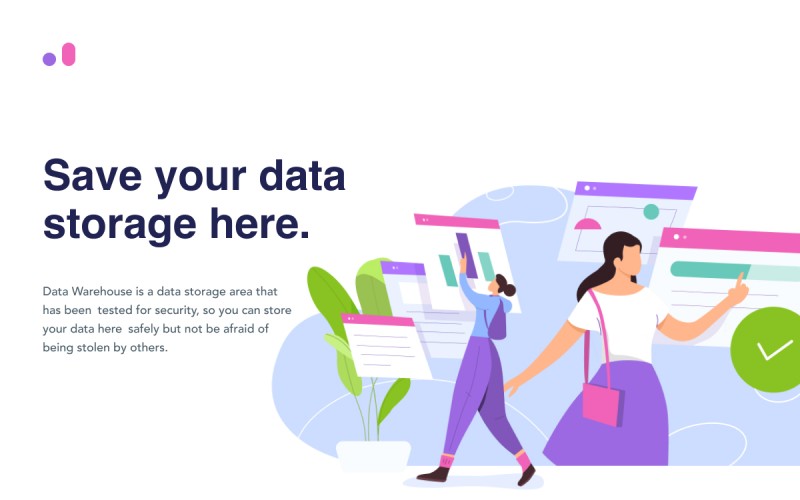 Save your data
storage here.
Data Warehouse is a data storage area that
has been tested for security, so you can store
your data here safely but not be afraid of
being stolen by others.